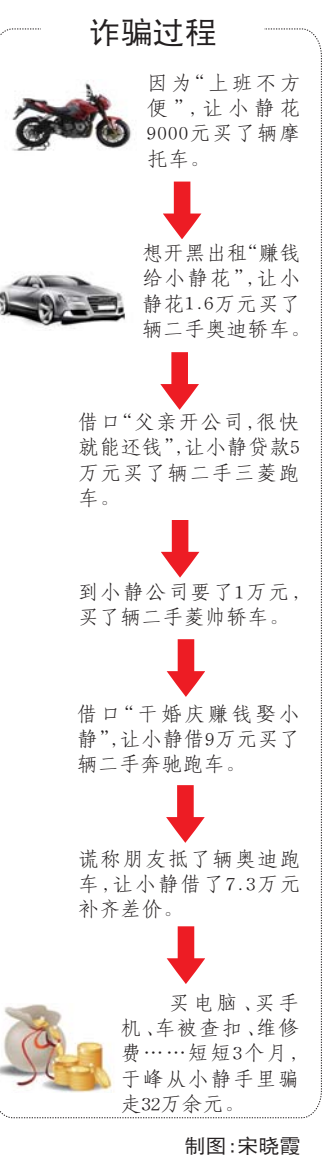 诈骗过程
因为“上班不方
便”,让小静花
9000元买了辆摩
托车。
想开黑出租“赚钱
给小静花”,让小
静花1.6万元买了
辆二手奥迪轿车。
借口“父亲开公司,很快
就能还钱”,让小静贷款5
万元买了辆二手三菱跑
车。
到小静公司要了1万元,
买了辆二手菱帅轿车。
借口“干婚庆赚钱娶小
静”,让小静借9万元买了
辆二手奔驰跑车。
谎称朋友抵了辆奥迪跑
车,让小静借了7.3万元
补齐差价。
买电脑、买手
机、车被查扣、维修
费……短短3个月,
于峰从小静手里骗
走32万余元。
制图:宋晓霞